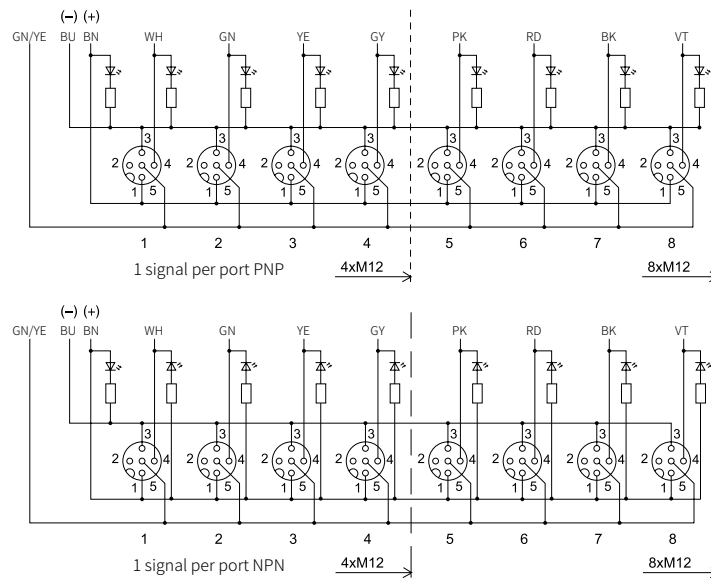 (-) (+)
GN/YE BU BN WH GN YE GY PK RD BK VT
3 3 3 3 3 3 3 3
2 4 2 4 2 4 2 4 2 4 2 4 2 4 2 4
1 5 1 5 1 5 1 5 1 5 1 5 1 5 1 5
1 2 3 4 5 6 7 8
1 signal per port PNP 4xM12 8xM12
(-) (+)
GN/YE BU BN WH GN YE GY PK RD BK VT
3 3 3 3 3 3 3 3
2 4 2 4 2 4 2 4 2 4 2 4 2 4 2 4
1 5 1 5 1 5 1 5 1 5 1 5 1 5 1 5
1 2 3 4 5 6 7 8
1 signal per port NPN 4xM12 8xM12